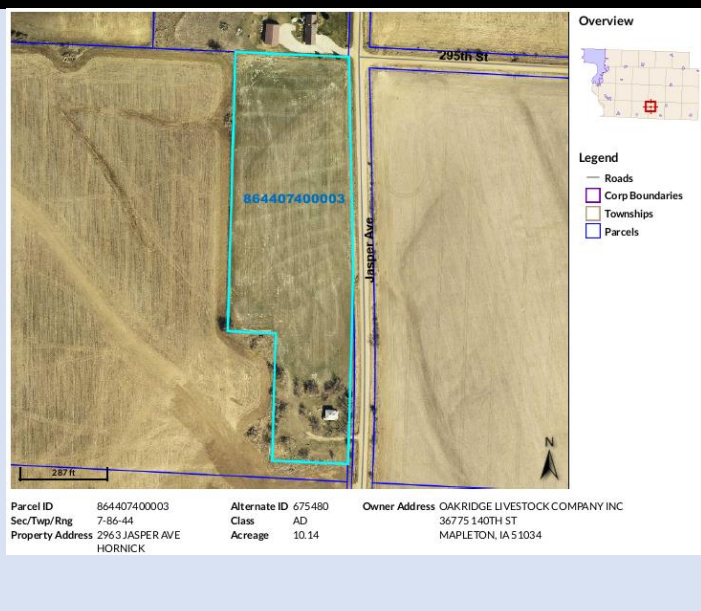 Overview
295th St
864407400003
Jasper Ave
Legend
Roads
Corp Boundaries
Townships
Parcels
N
287 ft
Parcel ID 864407400003
Sec/Twp/Rng 7-86-44
Property Address 2963 JASPER AVE
HORNICK
Alternate ID 675480
Class AD
Acreage 10.14
Owner Address OAKRIDGE LIVESTOCK COMPANY INC
36775 140TH ST
MAPLETON, IA 51034